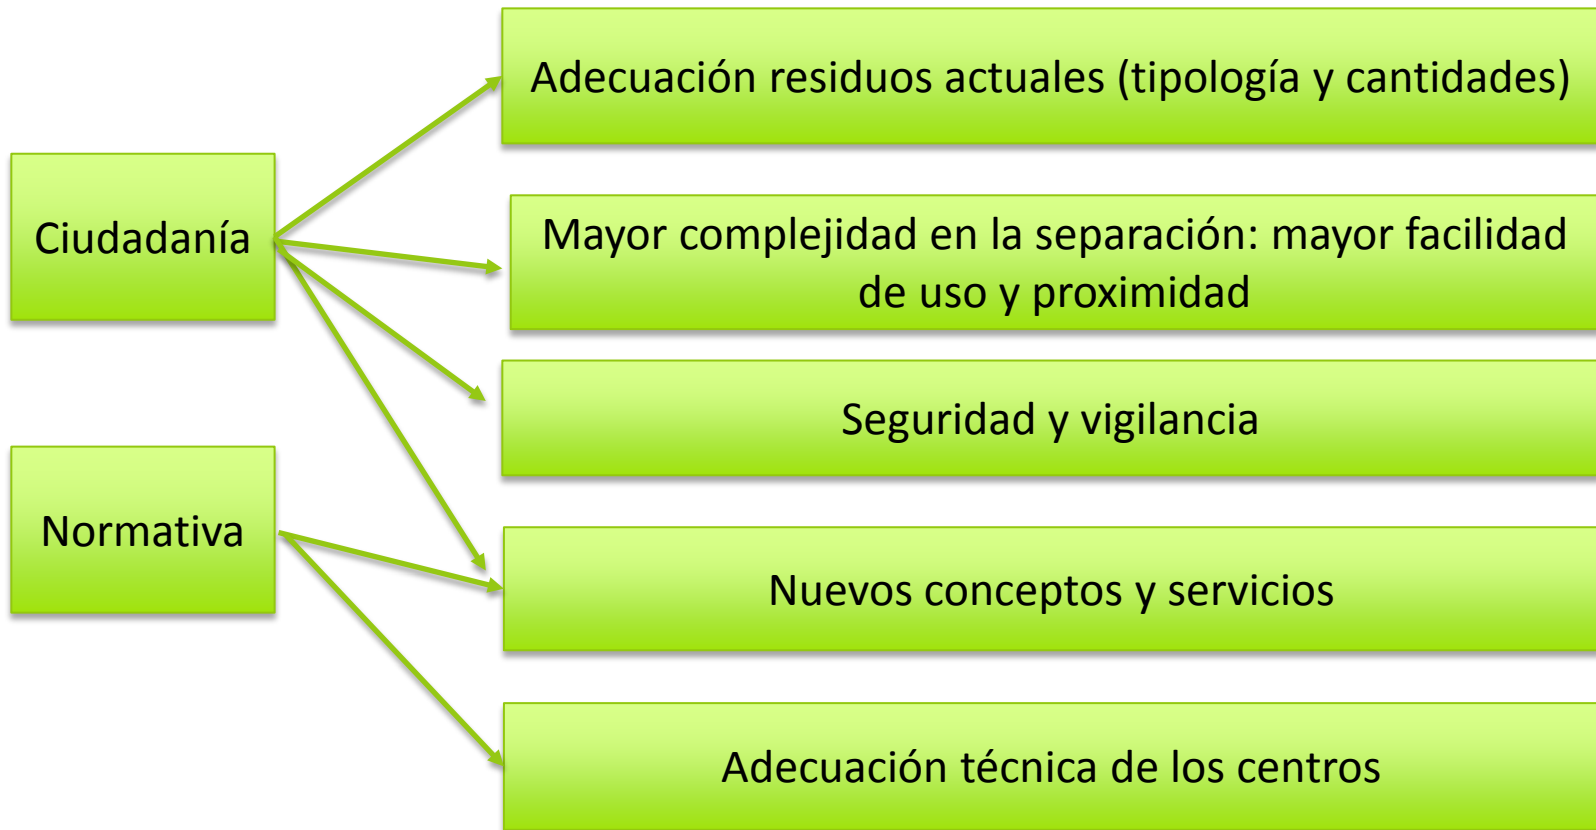 Adecuación residuos actuales (tipología y cantidades)
Ciudadanía
Mayor complejidad en la separación: mayor facilidad
de uso y proximidad
Seguridad y vigilancia
Normativa
Nuevos conceptos y servicios
Adecuación técnica de los centros